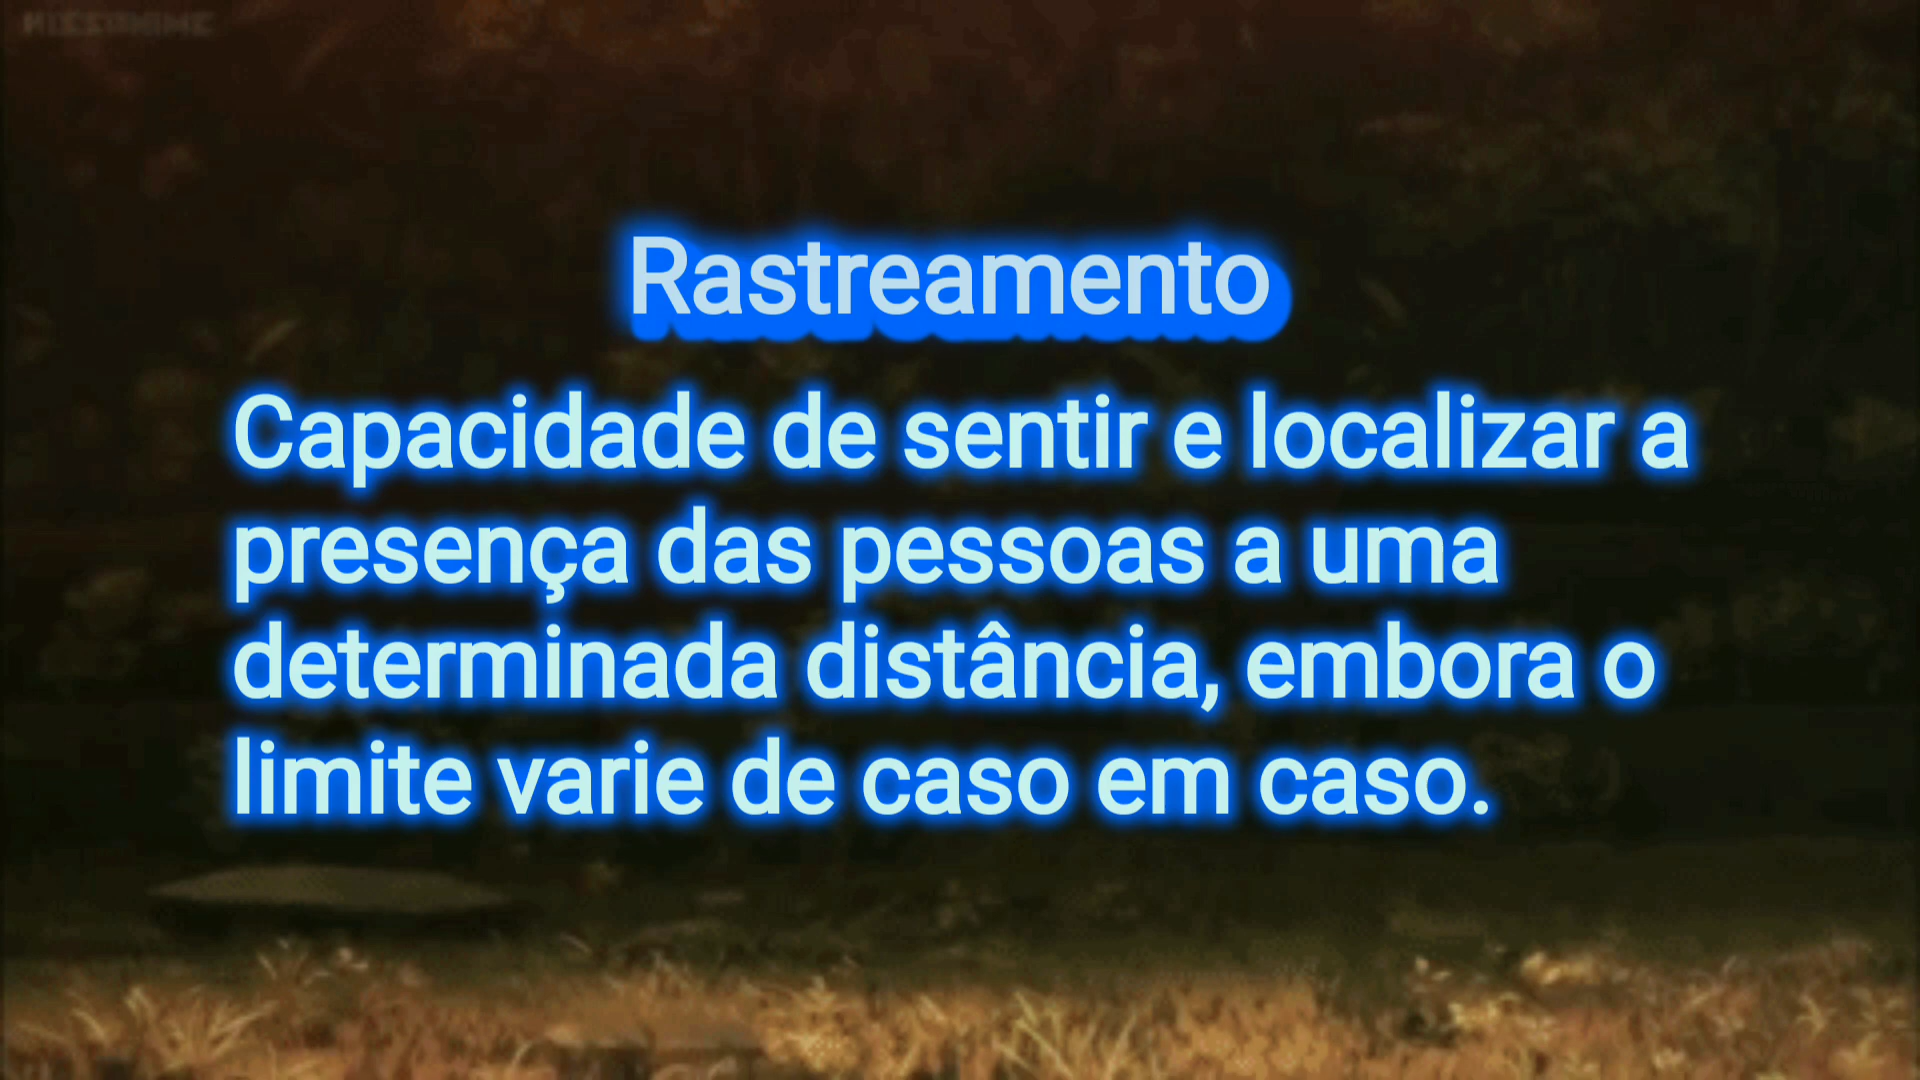 Rastreamento
Capacidade de sentir e localizar a
presença das pessoas a uma
determinada distância, embora o
limite varie de caso em caso.